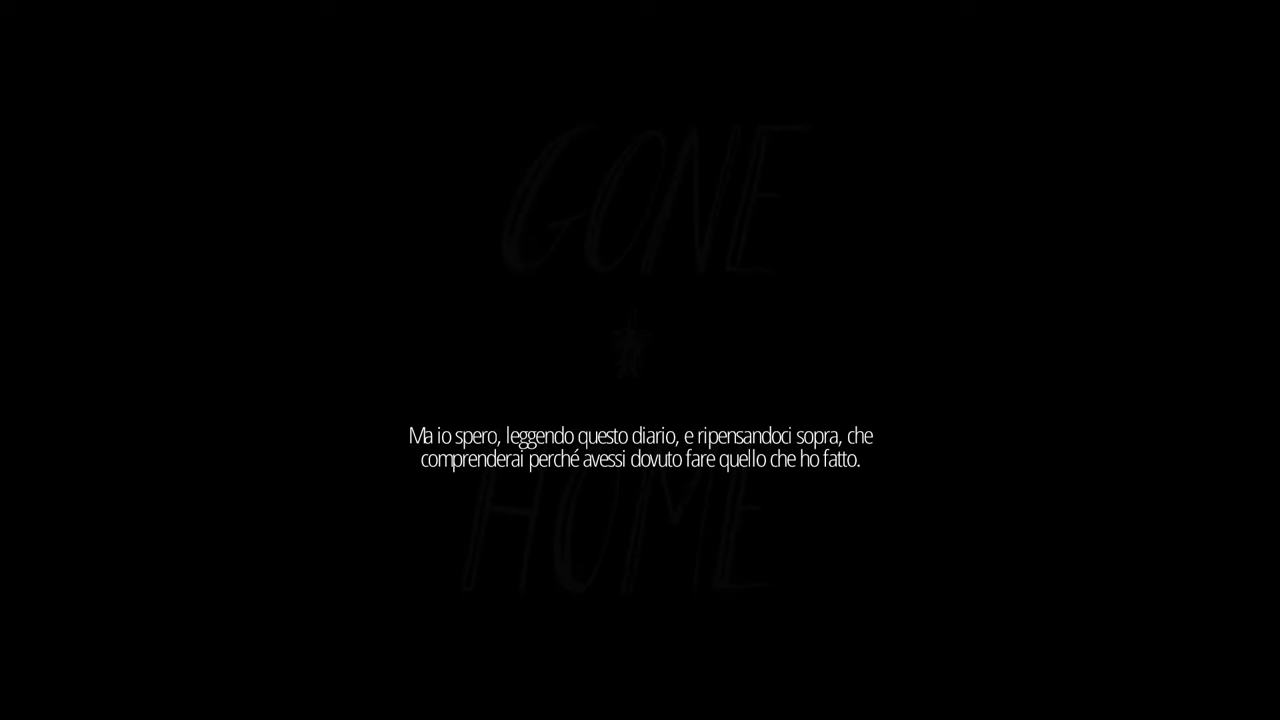 GONE
Ma io spero, leggendo questo diario, e ripensandoci sopra, che
comprenderai perché avessi dovuto fare quello che ho fatto.
HOME